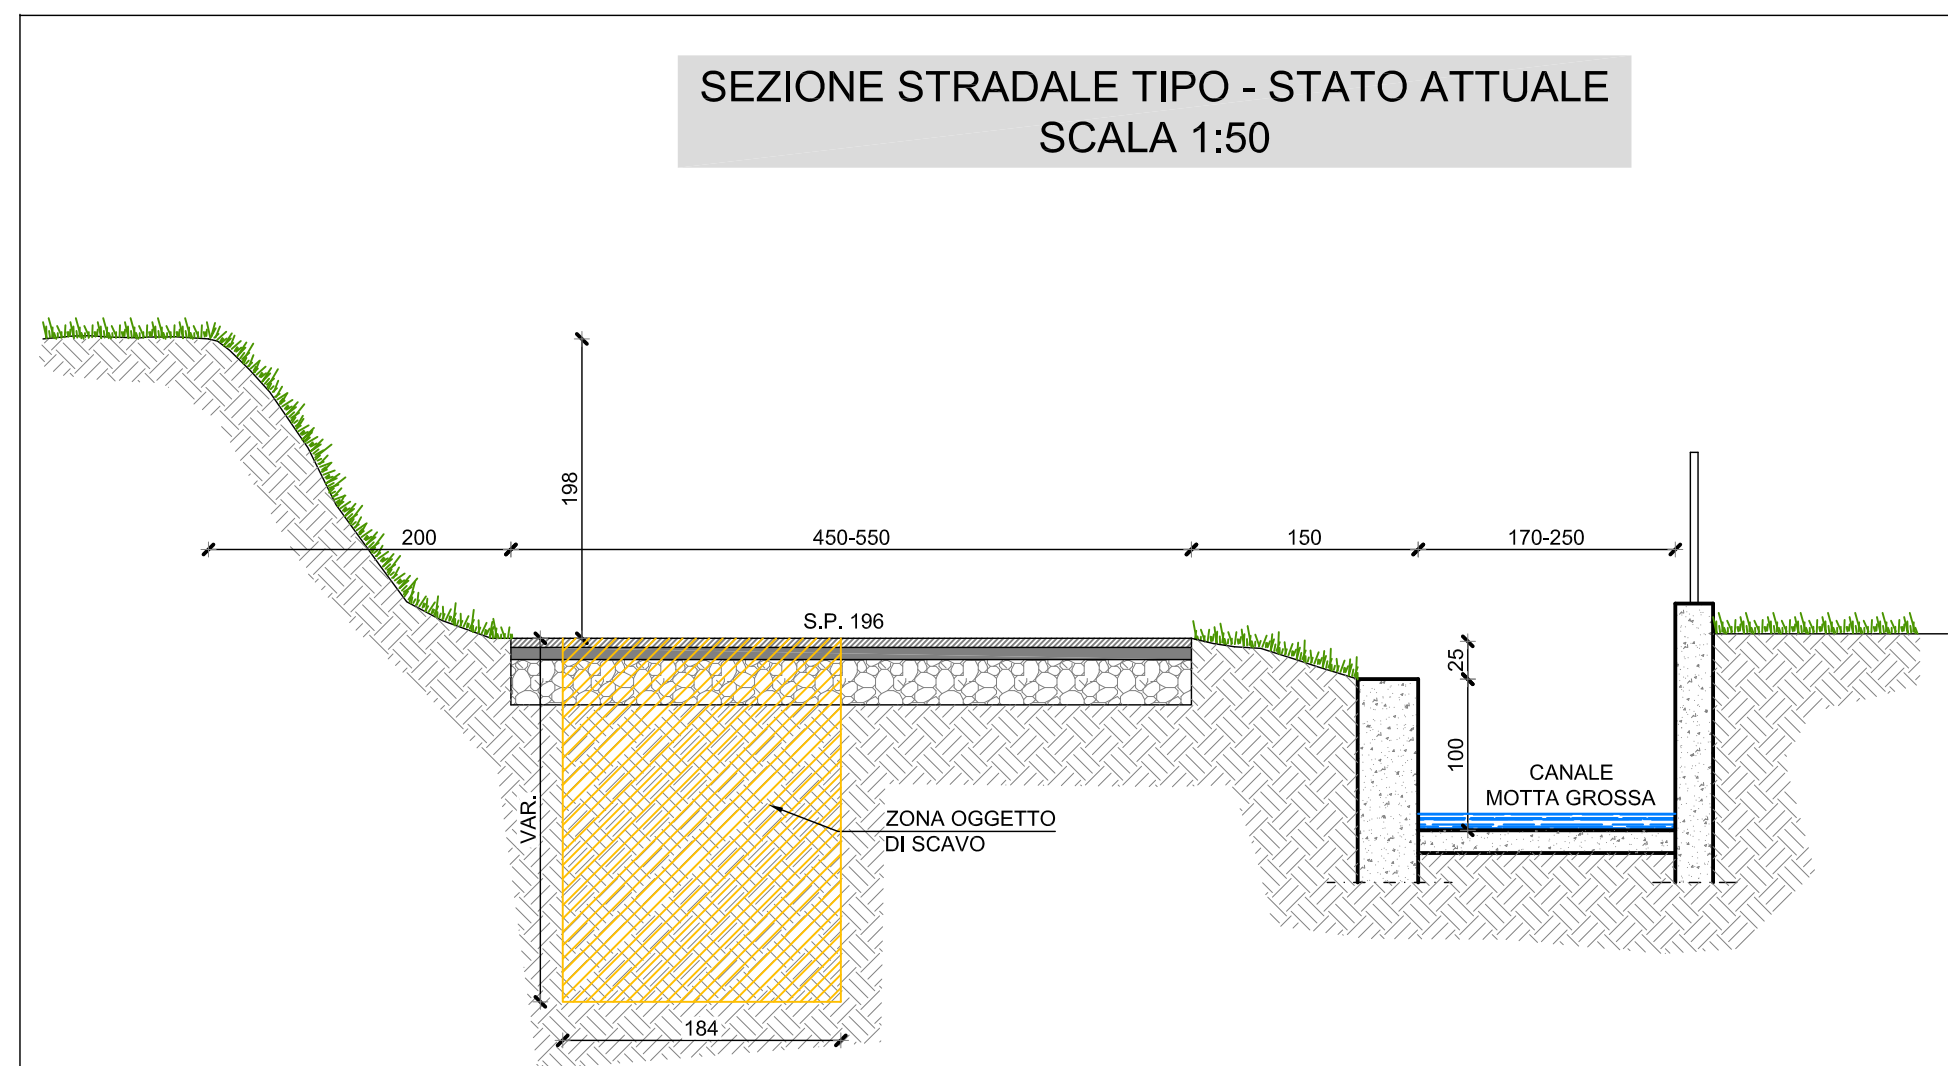 SEZIONE STRADALE TIPO - STATO ATTUALE
SCALA 1:50
198
200
450-550
150
170-250
S.P. 196
25
100
CANALE
MOTTA GROSSA
VAR.
ZONA OGGETTO
DI SCAVO
184